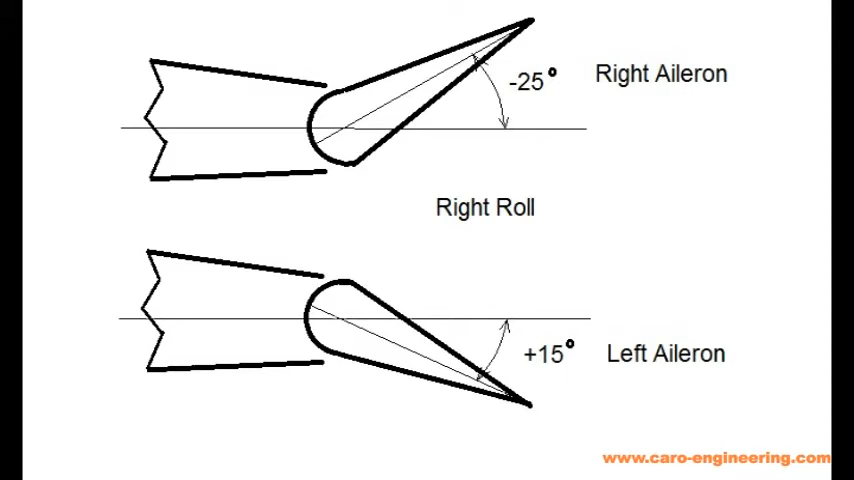 -25°
Right Aileron
Right Roll
+15°
Left Aileron
www.caro-engineering.com